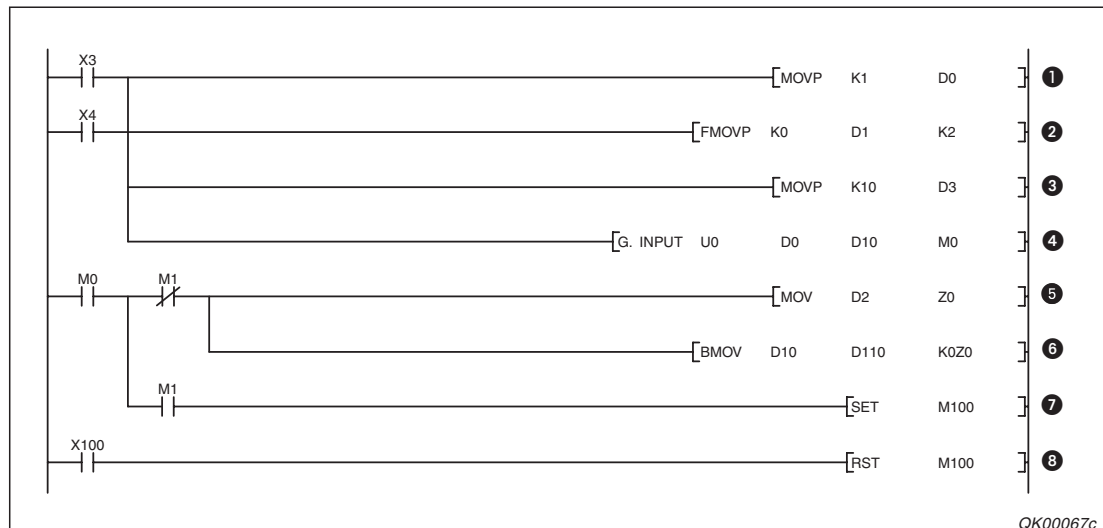 X3
[MOVP K1 D0 ] 1
X4
[FMOVP K0 D1 K2 ] 2
[MOVP K10 D3 ] 3
[G. INPUT U0 D0 D10 M0 ] 4
M0 M1
[MOV D2 Z0 ] 5
[BMOV D10 D110 K0Z0 ] 6
M1
[SET M100 ] 7
X100
[RST M100 ] 8
QK00067c